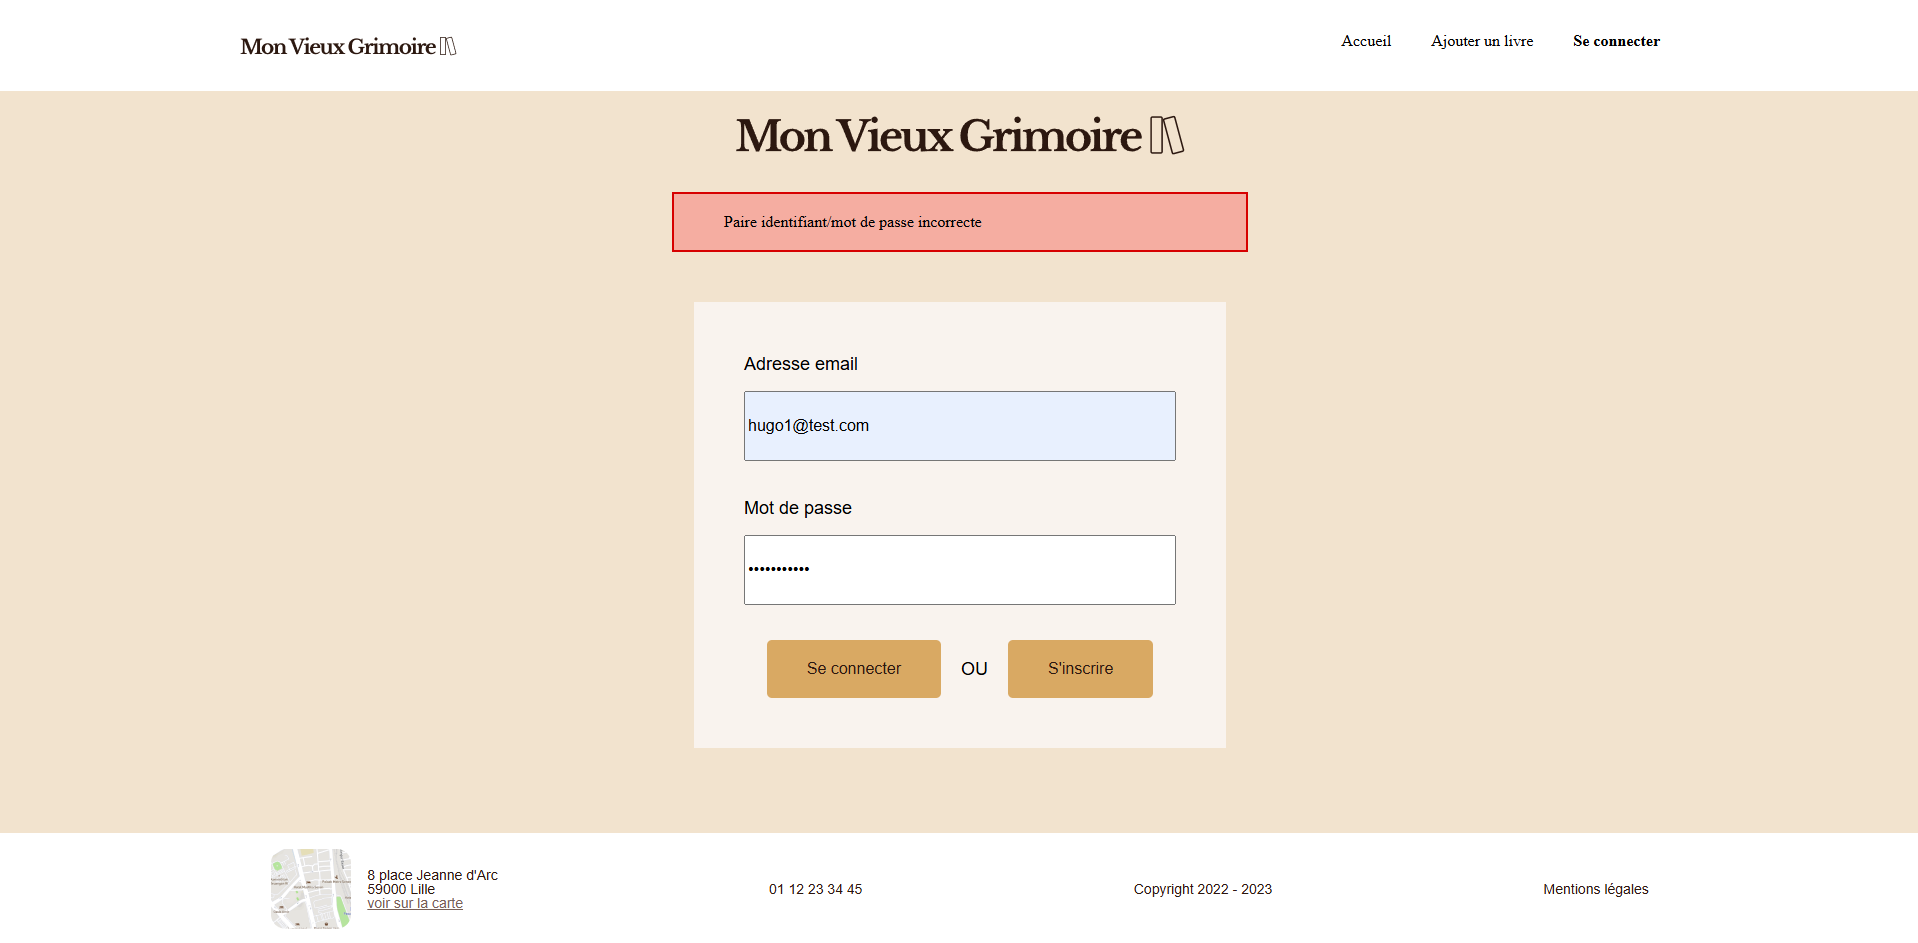 Mon Vieux Grimoire
Accueil
Ajouter un livre
Se connecter
Mon Vieux Grimoire
Paire identifiant/mot de passe incorrecte
Adresse email
hugo1@test.com
Mot de passe
•••••••••••
Se connecter
OU
S'inscrire
8 place Jeanne d'Arc
59000 Lille
voir sur la carte
01 12 23 34 45
Copyright 2022 - 2023
Mentions légales